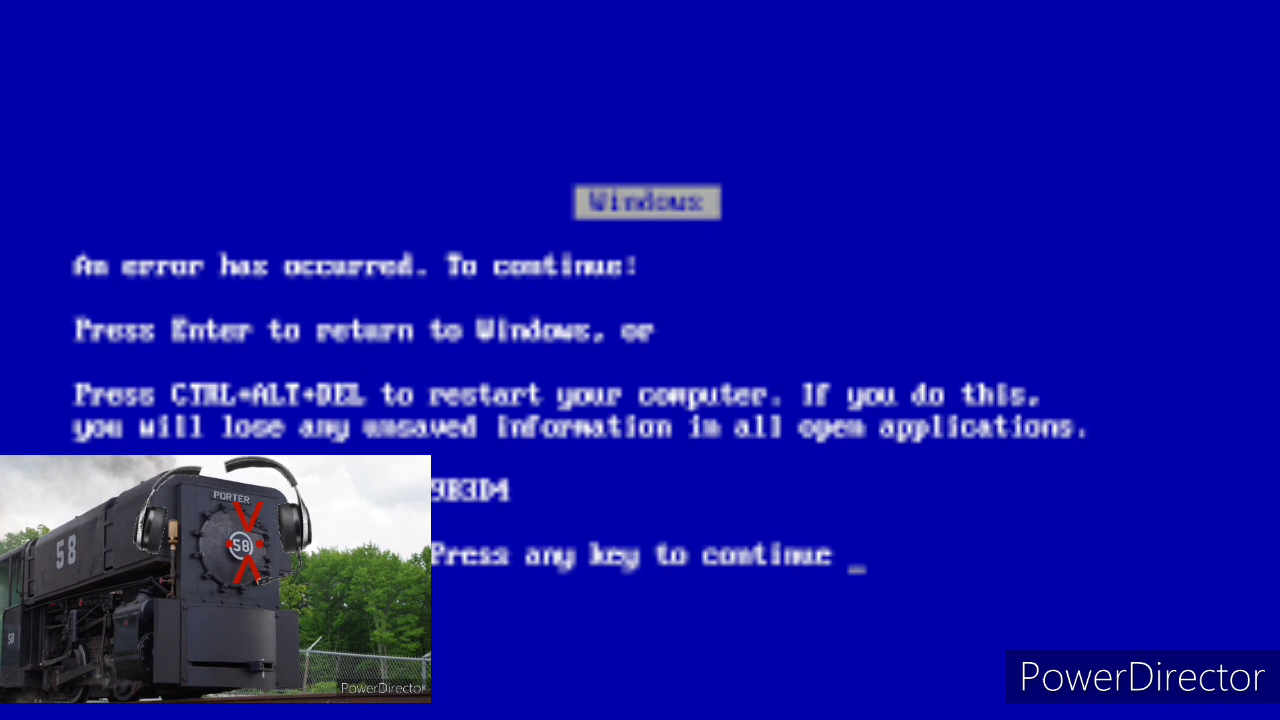 Windows
An error has occurred. To continue:
Press Enter to return to Windows, or
Press CTRL+ALT+DEL to restart your computer. If you do this,
you will lose any unsaved information in all open applications.
9B3D4
Press any key to continue _
PORTER
58
58
58
PowerDirector
PowerDirector